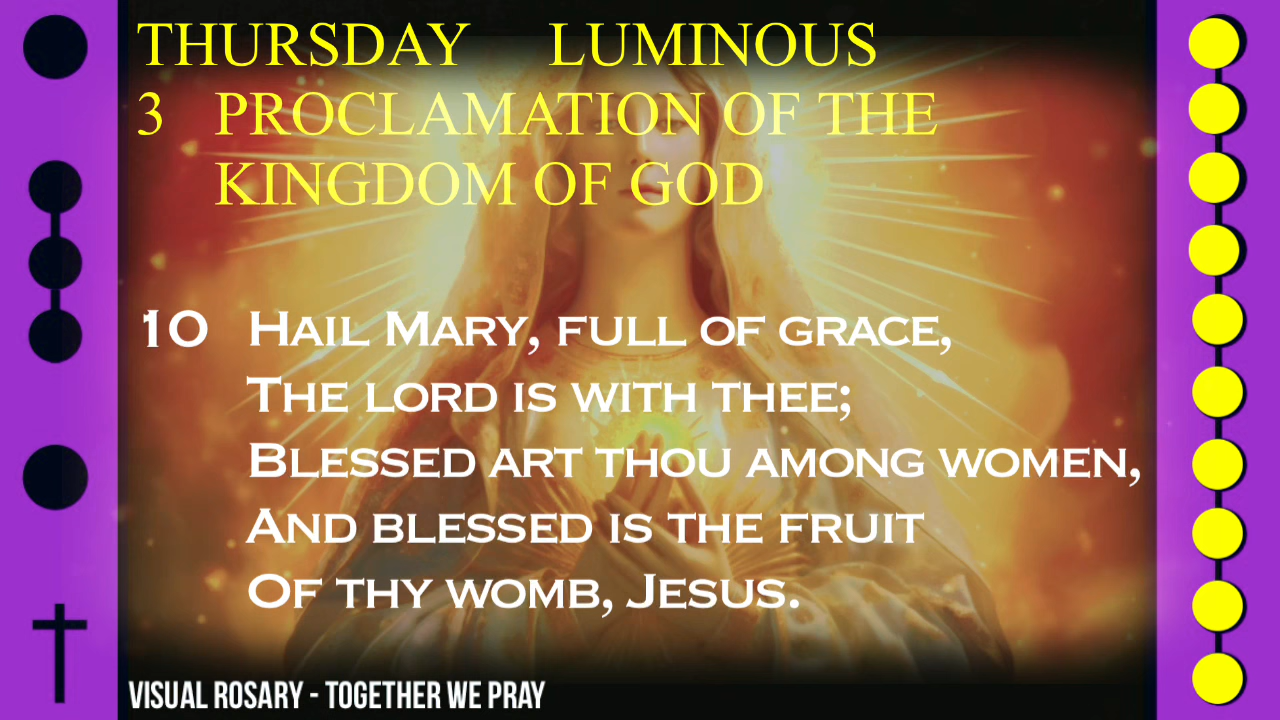 THURSDAY LUMINOUS
3 PROCLAMATION OF THE
KINGDOM OF GOD
10 HAIL MARY, FULL OF GRACE,
THE LORD IS WITH THEE;
BLESSED ART THOU AMONG WOMEN,
AND BLESSED IS THE FRUIT
OF THY WOMB, JESUS.
VISUAL ROSARY - TOGETHER WE PRAY